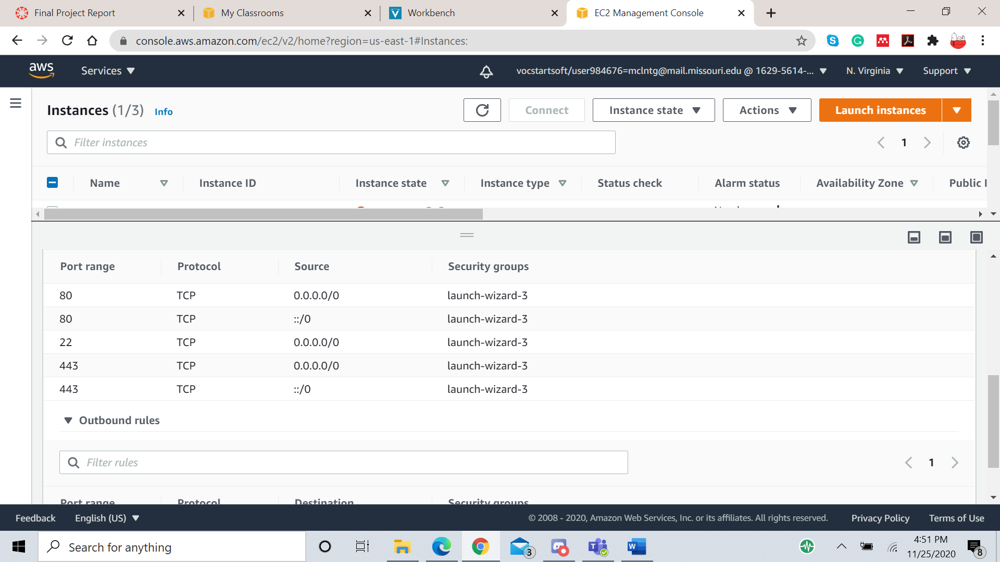 Final Project Report
My Classrooms
Workbench
EC2 Management Console
console.aws.amazon.com/ec2/v2/home?region=us-east-1#Instances:
aws
Services
vocstartsoft/user984676=mclntg@mail.missouri.edu @ 1629-5614-...
N. Virginia
Support
Instances (1/3) Info
Connect
Instance state
Actions
Launch instances
Filter instances
1
Name
Instance ID
Instance state
Instance type
Status check
Alarm status
Availability Zone
Public
Port range Protocol Source Security groups
80 TCP 0.0.0.0/0 launch-wizard-3
80 TCP ::/0 launch-wizard-3
22 TCP 0.0.0.0/0 launch-wizard-3
443 TCP 0.0.0.0/0 launch-wizard-3
443 TCP ::/0 launch-wizard-3
Outbound rules
Filter rules
1
Port range Protocol Destination Security groups
Feedback English (US) © 2008 - 2020, Amazon Web Services, Inc. or its affiliates. All rights reserved. Privacy Policy Terms of Use
Search for anything
3
4:51 PM
11/25/2020
8